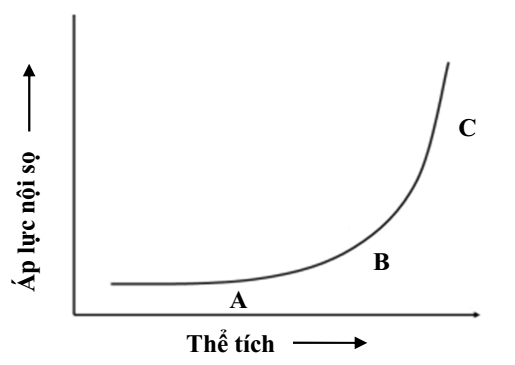 Áp lực nội sọ
A
B
C
Thể tích